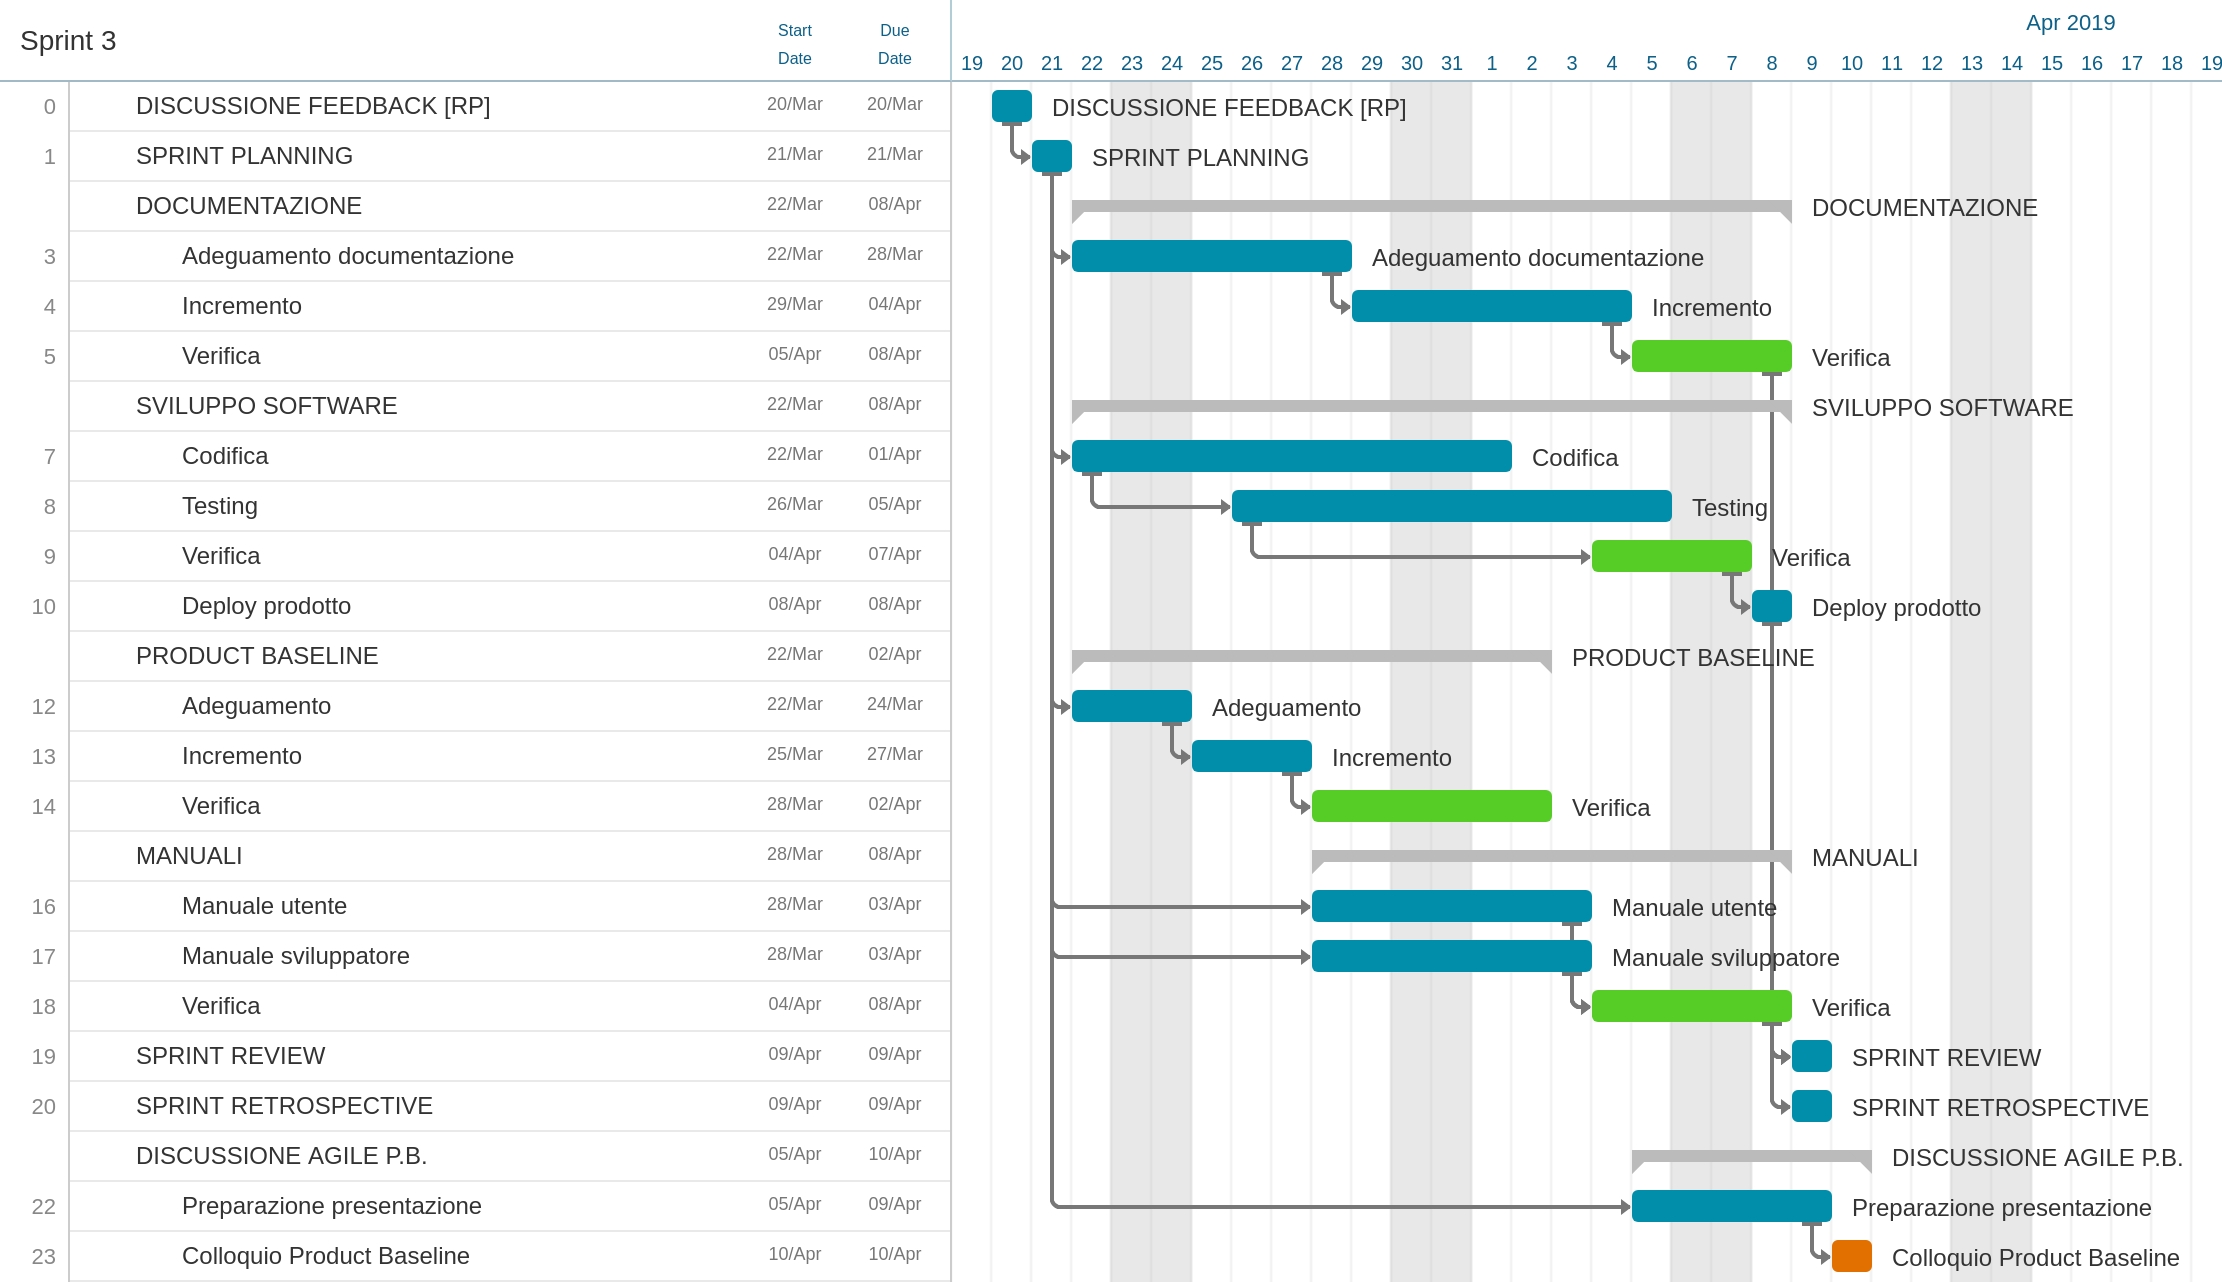 Sprint 3
Start Date
Due Date
Apr 2019
19 20 21 22 23 24 25 26 27 28 29 30 31 1 2 3 4 5 6 7 8 9 10 11 12 13 14 15 16 17 18 19
0 DISCUSSIONE FEEDBACK [RP] 20/Mar 20/Mar DISCUSSIONE FEEDBACK [RP]
1 SPRINT PLANNING 21/Mar 21/Mar SPRINT PLANNING
DOCUMENTAZIONE 22/Mar 08/Apr DOCUMENTAZIONE
3 Adeguamento documentazione 22/Mar 28/Mar Adeguamento documentazione
4 Incremento 29/Mar 04/Apr Incremento
5 Verifica 05/Apr 08/Apr Verifica
SVILUPPO SOFTWARE 22/Mar 08/Apr SVILUPPO SOFTWARE
7 Codifica 22/Mar 01/Apr Codifica
8 Testing 26/Mar 05/Apr Testing
9 Verifica 04/Apr 07/Apr Verifica
10 Deploy prodotto 08/Apr 08/Apr Deploy prodotto
PRODUCT BASELINE 22/Mar 02/Apr PRODUCT BASELINE
12 Adeguamento 22/Mar 24/Mar Adeguamento
13 Incremento 25/Mar 27/Mar Incremento
14 Verifica 28/Mar 02/Apr Verifica
MANUALI 28/Mar 08/Apr MANUALI
16 Manuale utente 28/Mar 03/Apr Manuale utente
17 Manuale sviluppatore 28/Mar 03/Apr Manuale sviluppatore
18 Verifica 04/Apr 08/Apr Verifica
19 SPRINT REVIEW 09/Apr 09/Apr SPRINT REVIEW
20 SPRINT RETROSPECTIVE 09/Apr 09/Apr SPRINT RETROSPECTIVE
DISCUSSIONE AGILE P.B. 05/Apr 10/Apr DISCUSSIONE AGILE P.B.
22 Preparazione presentazione 05/Apr 09/Apr Preparazione presentazione
23 Colloquio Product Baseline 10/Apr 10/Apr Colloquio Product Baseline